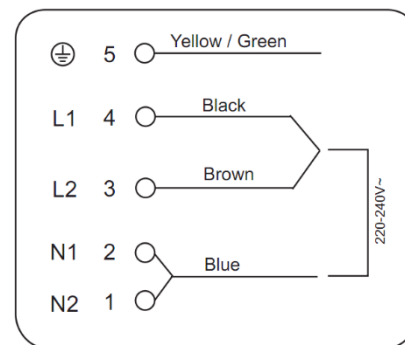 5 Yellow / Green
L1 4 Black
L2 3 Brown
N1 2
Blue
N2 1
220-240V~